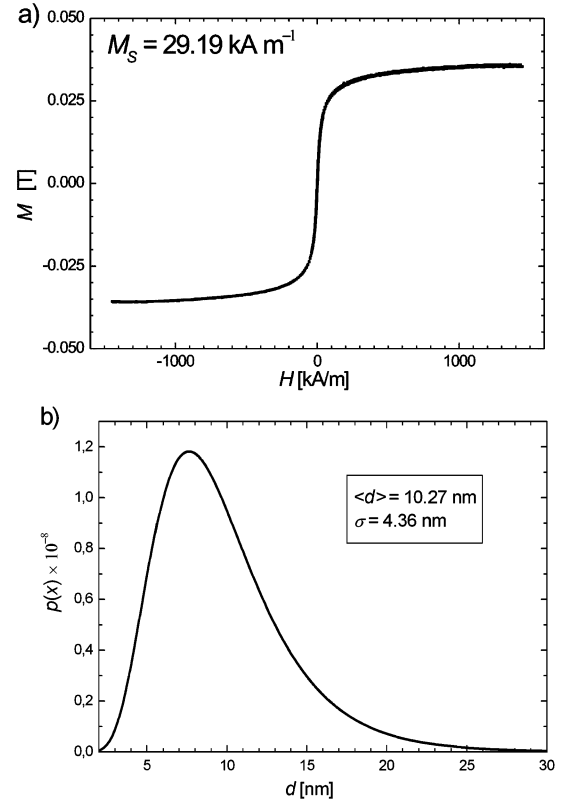 a)
M_S = 29.19 kA m⁻¹
0.050
0.025
0.000
-0.025
-0.050
M [T]
-1000 0 1000
H [kA/m]
b)
1,2
1,0
0,8
0,6
0,4
0,2
0,0
p(x) × 10⁻⁸
<d> = 10.27 nm
σ = 4.36 nm
5 10 15 20 25 30
d [nm]